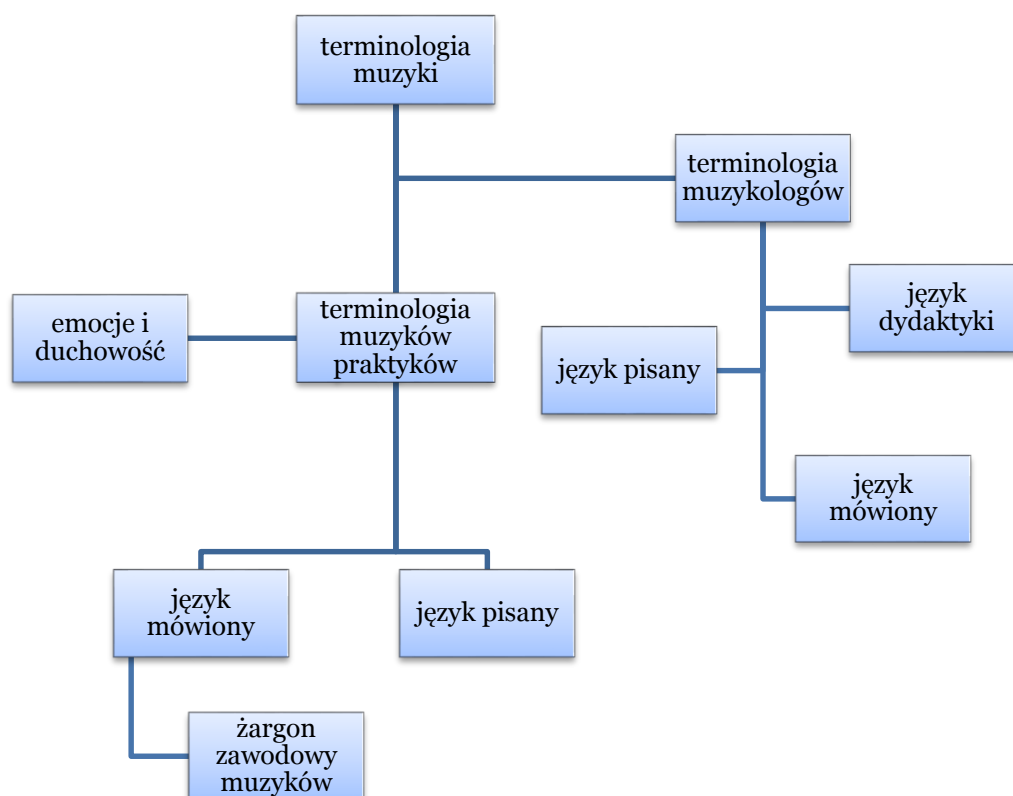 terminologia
muzyki
terminologia
muzykologów
język
dydaktyki
emocje i
duchowość
terminologia
muzyków
praktyków
język pisany
język
mówiony
język
mówiony
język pisany
żargon
zawodowy
muzyków